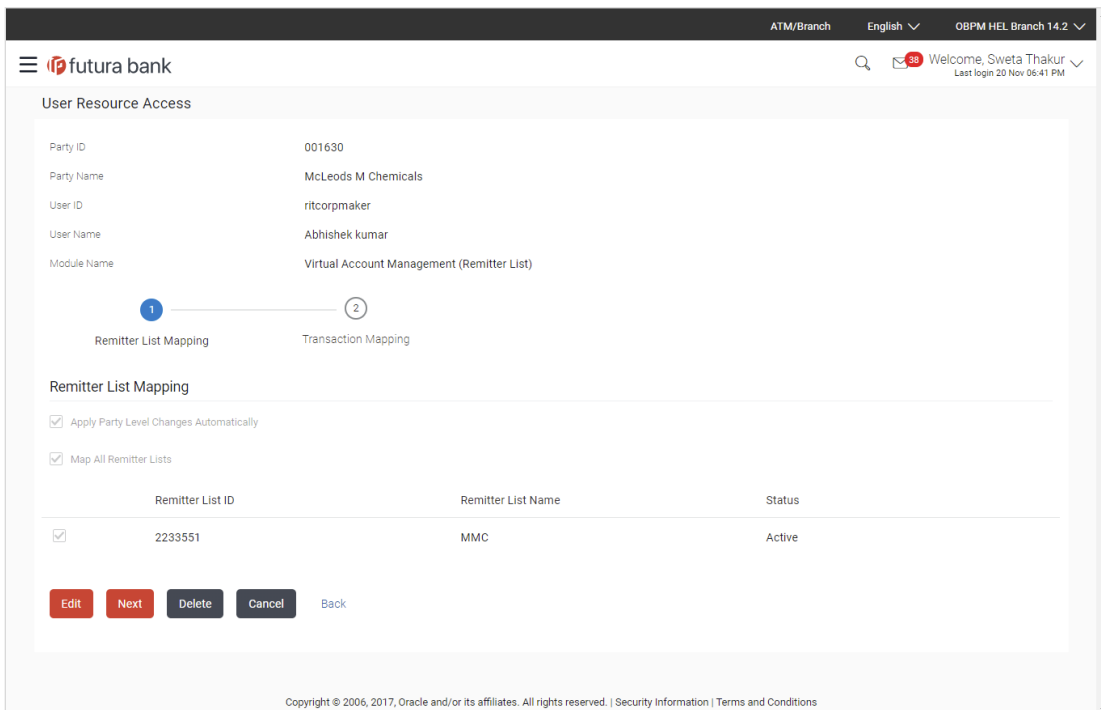 ATM/Branch English OBPM HEL Branch 14.2
futura bank 38 Welcome, Sweta Thakur
Last login 20 Nov 06:41 PM
User Resource Access
Party ID 001630
Party Name McLeods M Chemicals
User ID ritcorpmaker
User Name Abhishek kumar
Module Name Virtual Account Management (Remitter List)
1 2
Remitter List Mapping Transaction Mapping
Remitter List Mapping
Apply Party Level Changes Automatically
Map All Remitter Lists
Remitter List ID Remitter List Name Status
2233551 MMC Active
Edit Next Delete Cancel Back
Copyright © 2006, 2017, Oracle and/or its affiliates. All rights reserved. | Security Information | Terms and Conditions